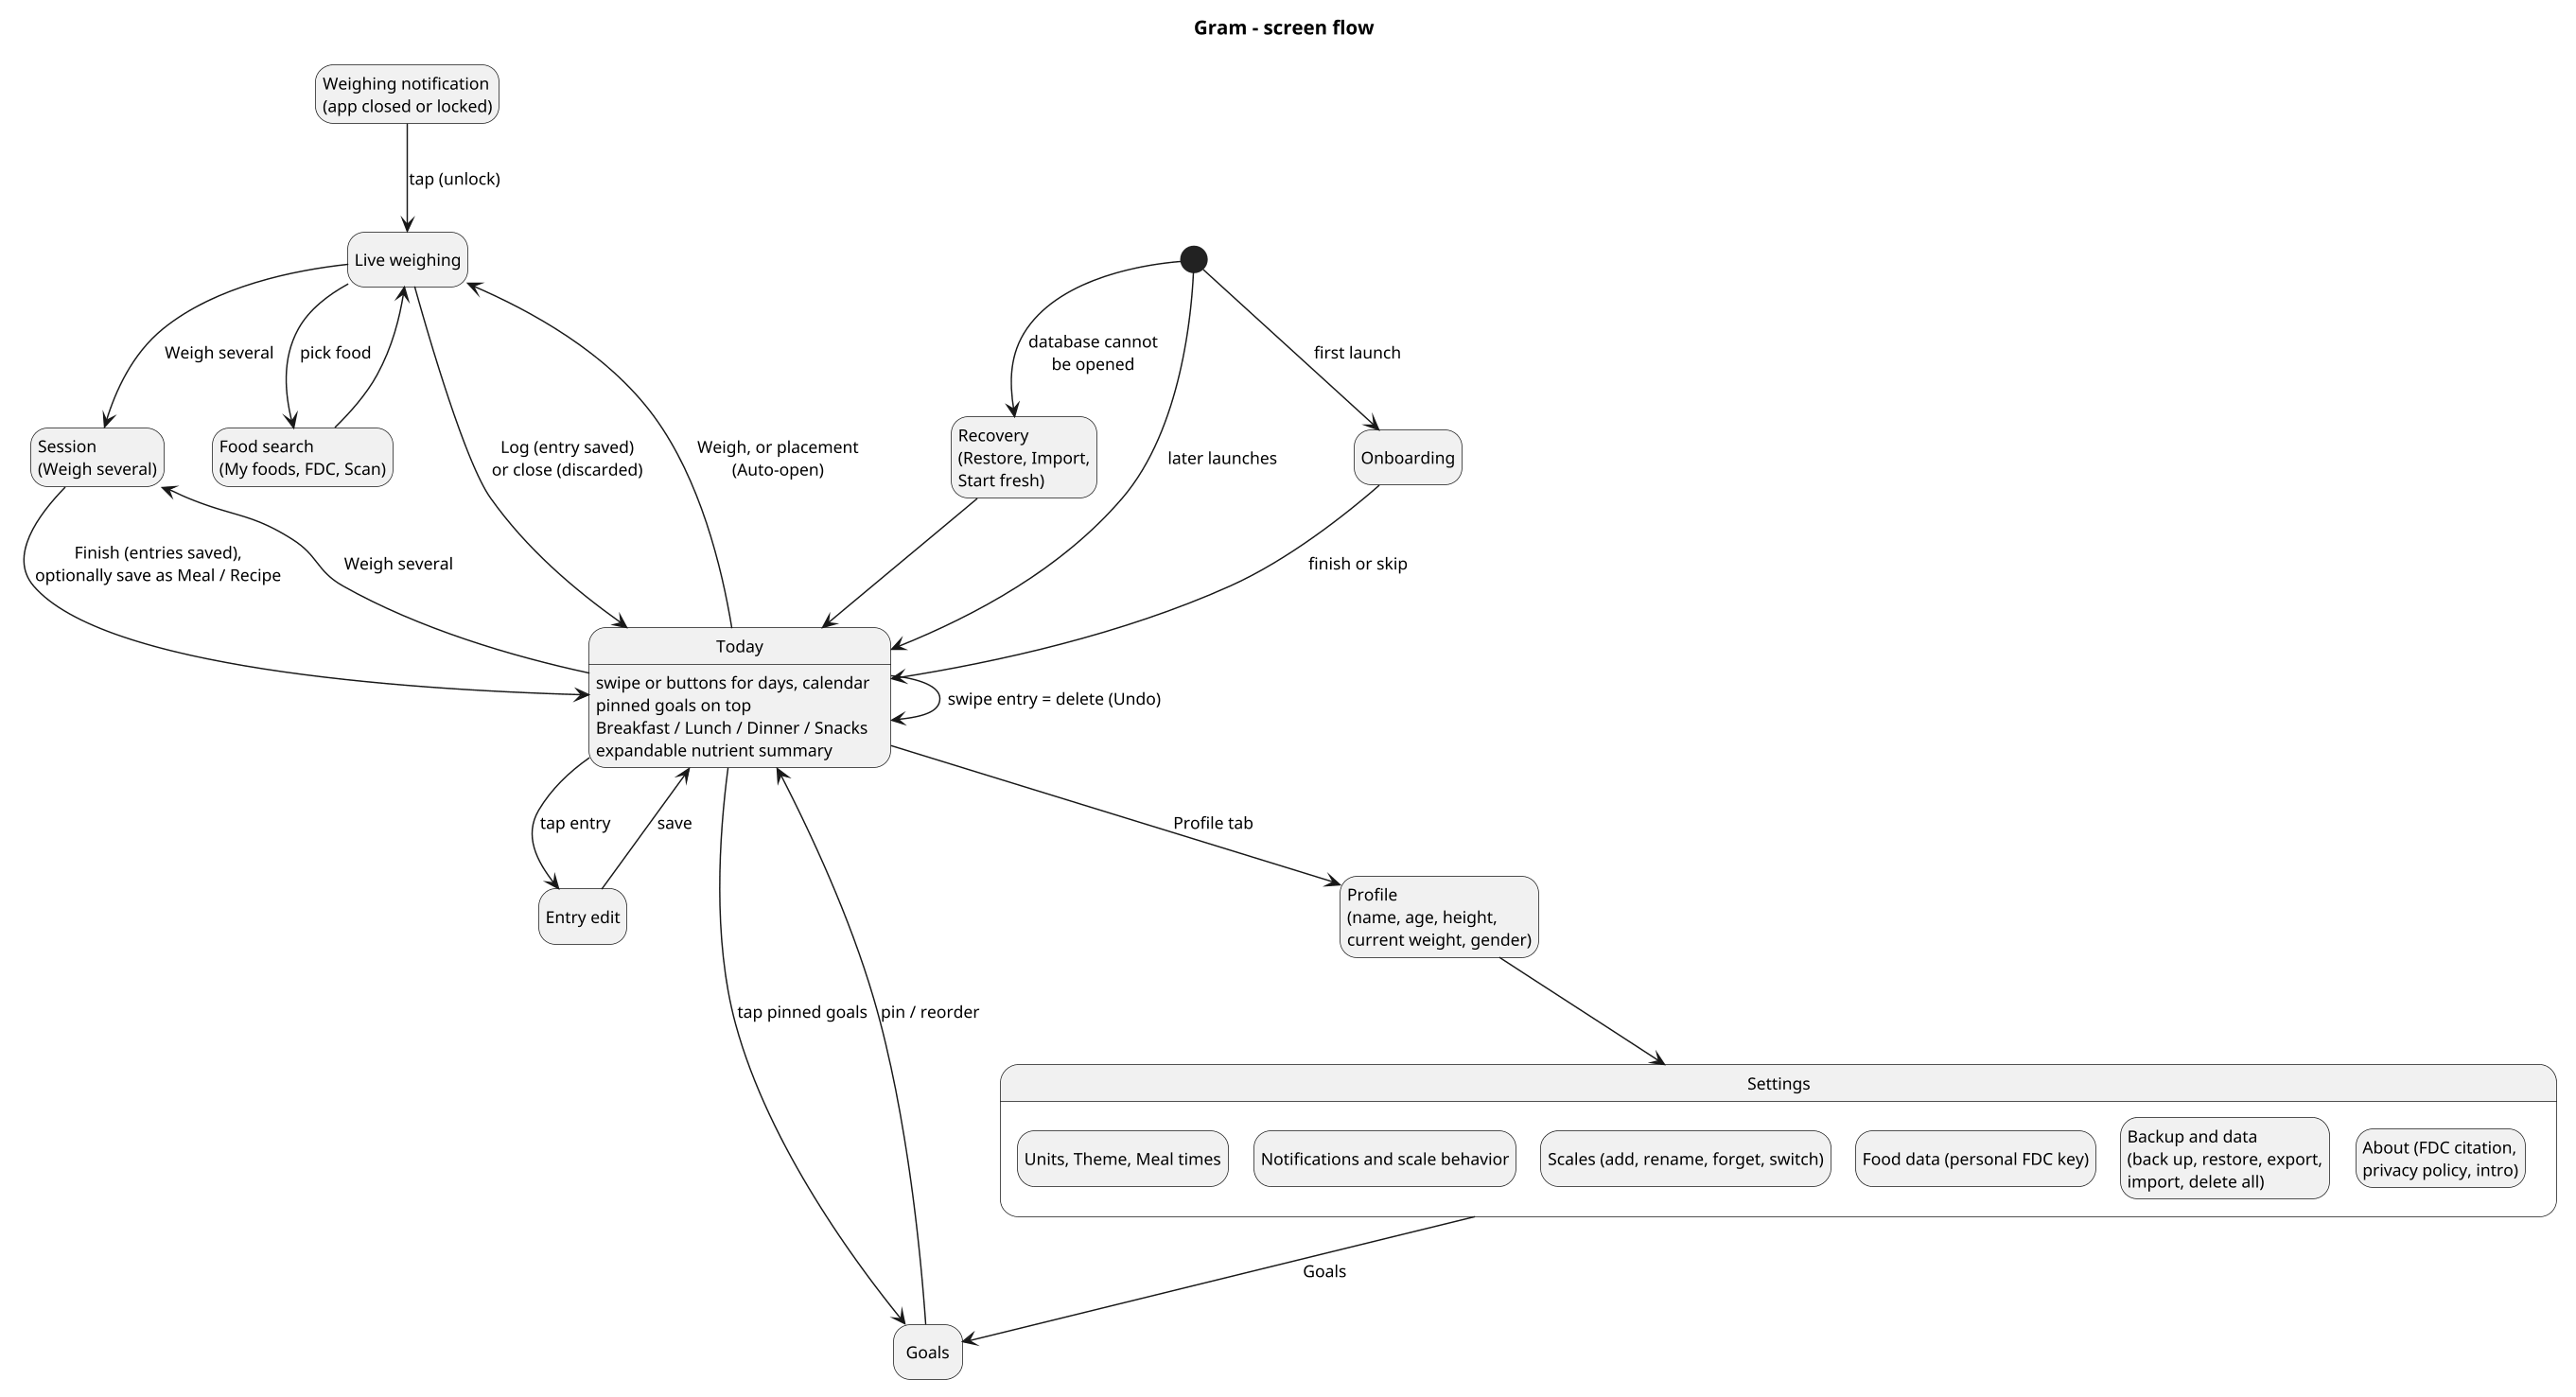 Gram - screen flow
Weighing notification
(app closed or locked)
tap (unlock)
Live weighing
Weigh several
pick food
database cannot
be opened
first launch
Log (entry saved)
or close (discarded)
Weigh, or placement
(Auto-open)
later launches
Session
(Weigh several)
Food search
(My foods, FDC, Scan)
Recovery
(Restore, Import,
Start fresh)
Onboarding
Finish (entries saved),
optionally save as Meal / Recipe
Weigh several
finish or skip
Today
swipe or buttons for days, calendar
pinned goals on top
Breakfast / Lunch / Dinner / Snacks
expandable nutrient summary
swipe entry = delete (Undo)
tap entry
save
Profile tab
Entry edit
Profile
(name, age, height,
current weight, gender)
tap pinned goals
pin / reorder
Settings
Units, Theme, Meal times
Notifications and scale behavior
Scales (add, rename, forget, switch)
Food data (personal FDC key)
Backup and data
(back up, restore, export,
import, delete all)
About (FDC citation,
privacy policy, intro)
Goals
Goals